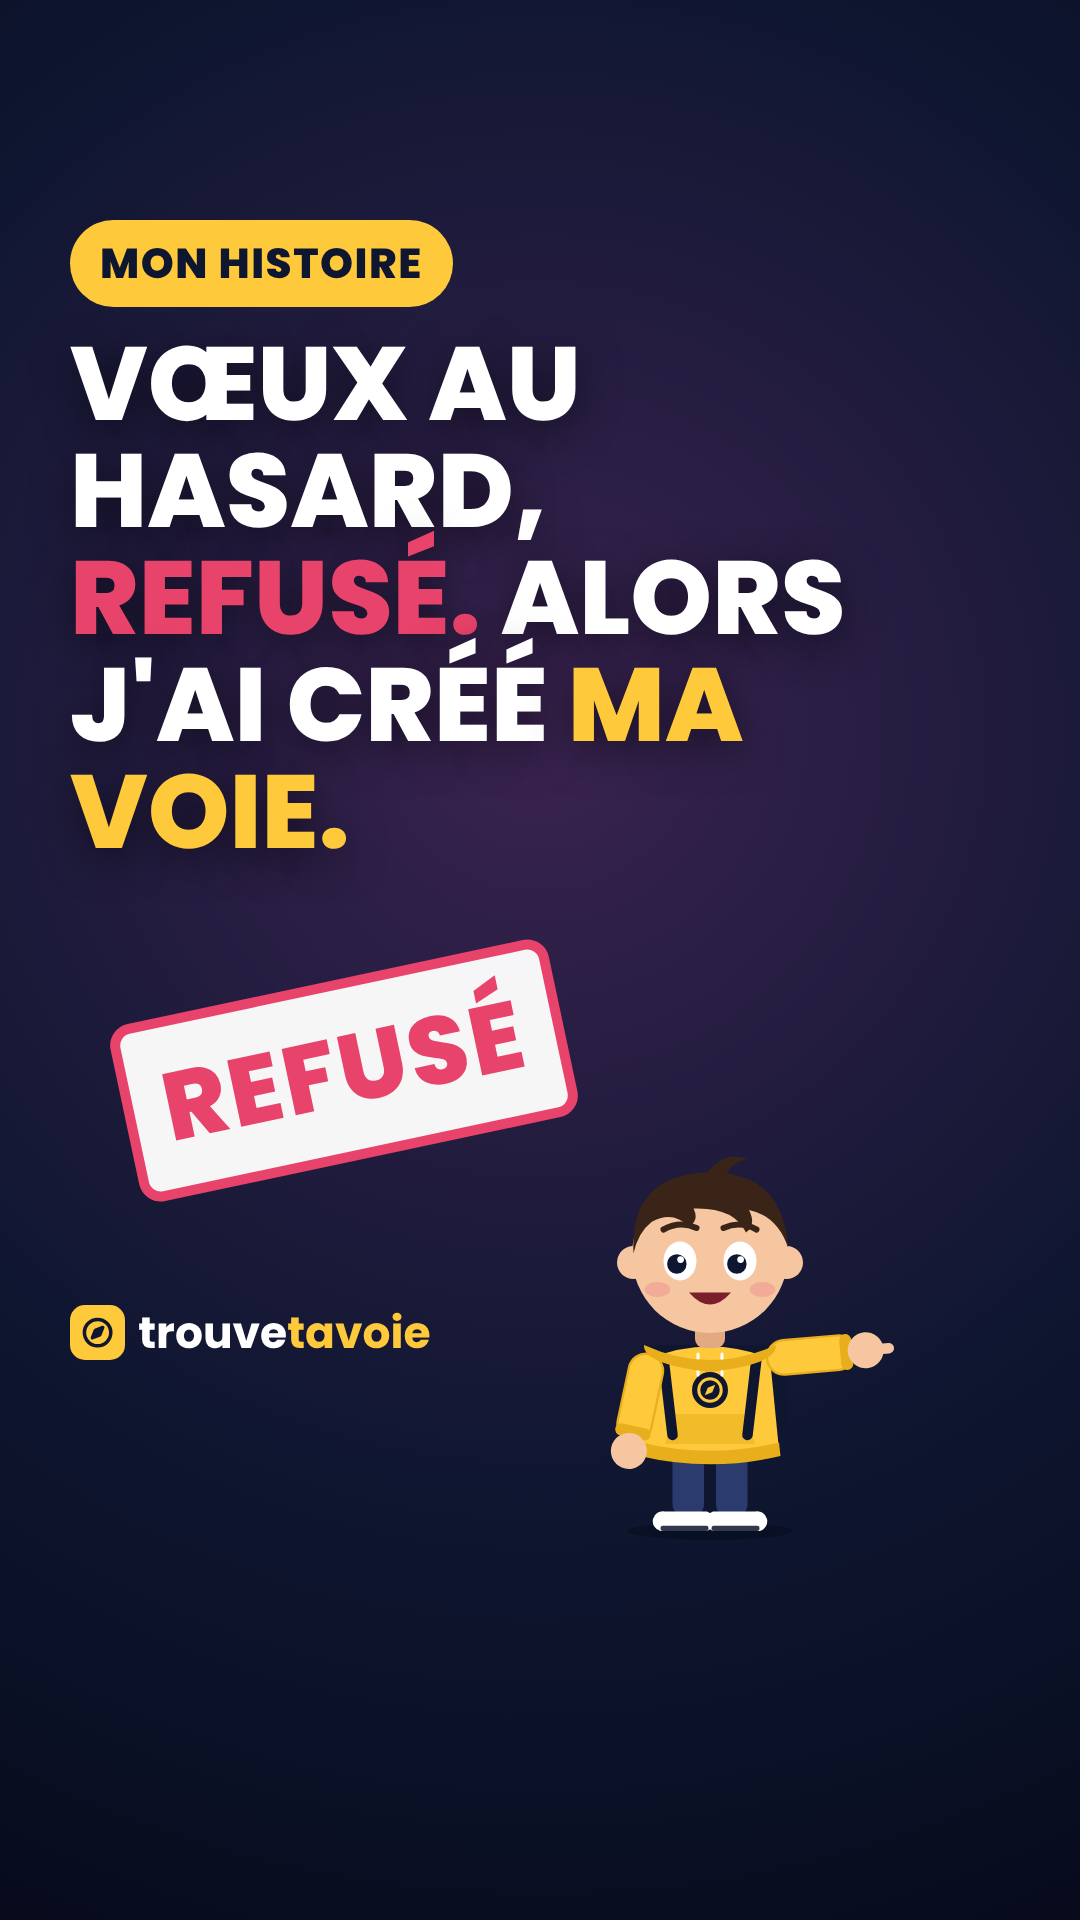 MON HISTOIRE
VŒUX AU
HASARD,
REFUSÉ. ALORS
J'AI CRÉÉ MA
VOIE.
REFUSÉ
trouvetavoie